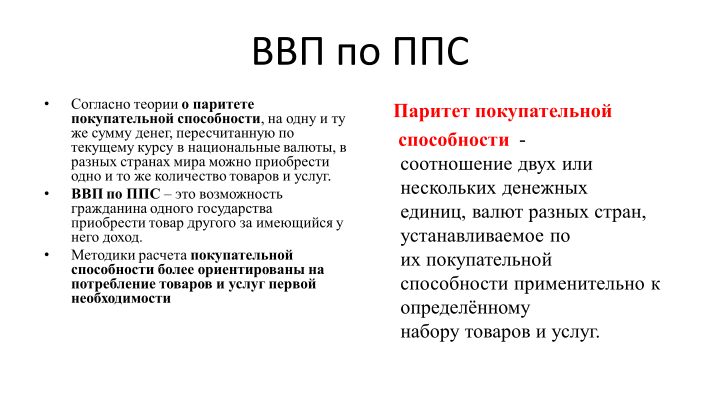 ВВП по ППС
• Согласно теории о паритете
покупательной способности, на одну и ту
же сумму денег, пересчитанную по
текущему курсу в национальные валюты, в
разных странах мира можно приобрести
одно и то же количество товаров и услуг.
• ВВП по ППС – это возможность
гражданина одного государства
приобрести товар другого за имеющийся у
него доход.
• Методики расчета покупательной
способности более ориентированы на
потребление товаров и услуг первой
необходимости
Паритет покупательной
способности -
соотношение двух или
нескольких денежных
единиц, валют разных стран,
устанавливаемое по
их покупательной
способности применительно к
определённому
набору товаров и услуг.